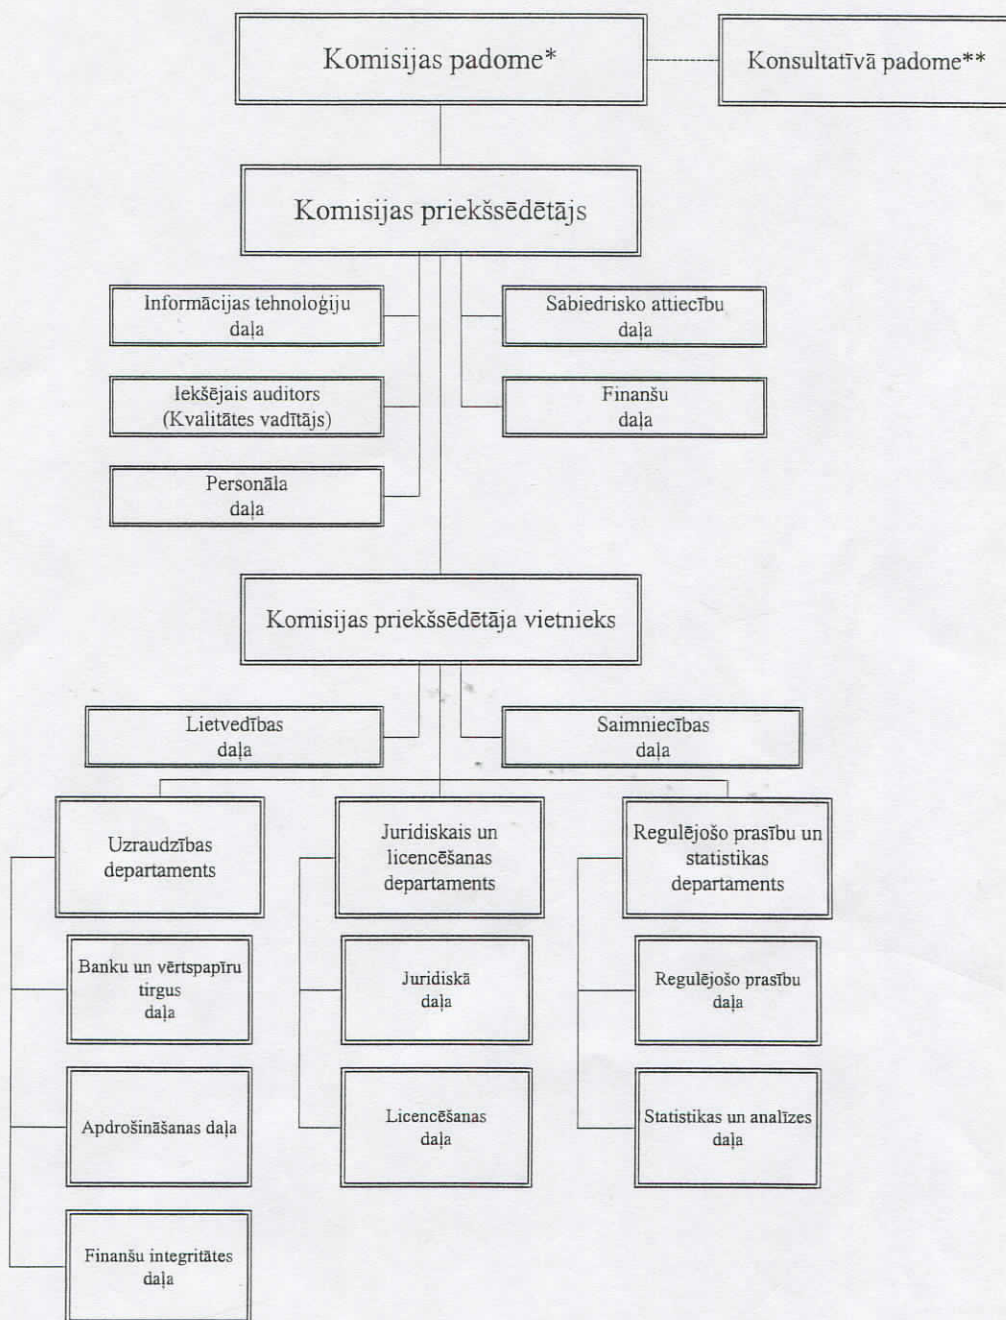 Komisijas padome*
Konsultatīvā padome**
Komisijas priekšsēdētājs
Informācijas tehnoloģiju
daļa
Sabiedrisko attiecību
daļa
Iekšējais auditors
(Kvalitātes vadītājs)
Finanšu
daļa
Personāla
daļa
Komisijas priekšsēdētāja vietnieks
Lietvedības
daļa
Saimniecības
daļa
Uzraudzības
departaments
Juridiskais un
licencēšanas
departaments
Regulējošo prasību un
statistikas
departaments
Banku un vērtspapīru
tirgus
daļa
Juridiskā
daļa
Regulējošo prasību
daļa
Apdrošināšanas daļa
Licencēšanas
daļa
Statistikas un analīzes
daļa
Finanšu integritātes
daļa